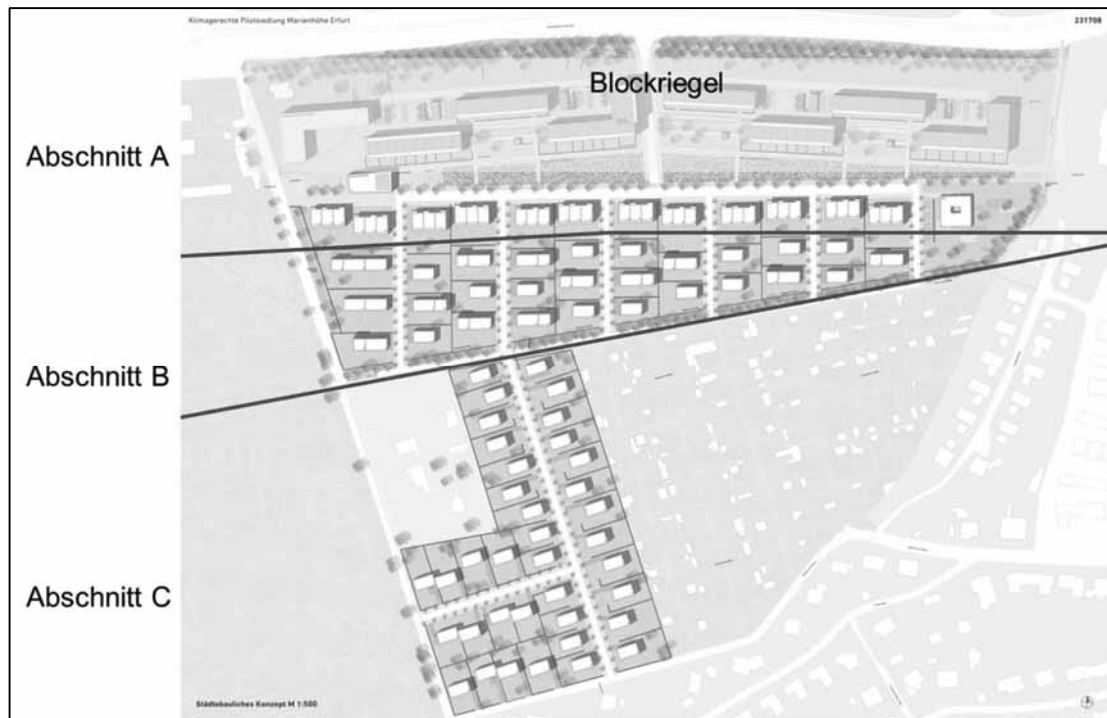 Klimagerechte Pilotsiedlung Marienhöhe Erfurt
231708
Blockriegel
Abschnitt A
Abschnitt B
Abschnitt C
Städtebauliches Konzept M 1:500